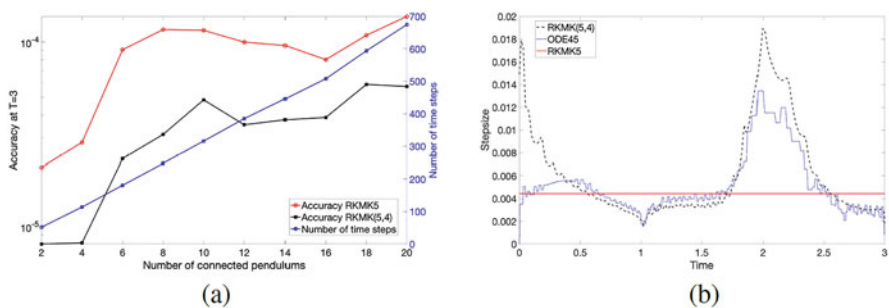 10⁻⁴
10⁻⁵
Accuracy at T=3
2 4 6 8 10 12 14 16 18 20
Number of connected pendulums
700
600
500
400
300
200
100
0
Number of time steps
Accuracy RKMK5
Accuracy RKMK(5,4)
Number of time steps
(a)
0.02
0.018
0.016
0.014
0.012
0.01
0.008
0.006
0.004
0.002
0
Stepsize
RKMK(5,4)
ODE45
RKMK5
0 0.5 1 1.5 2 2.5 3
Time
(b)